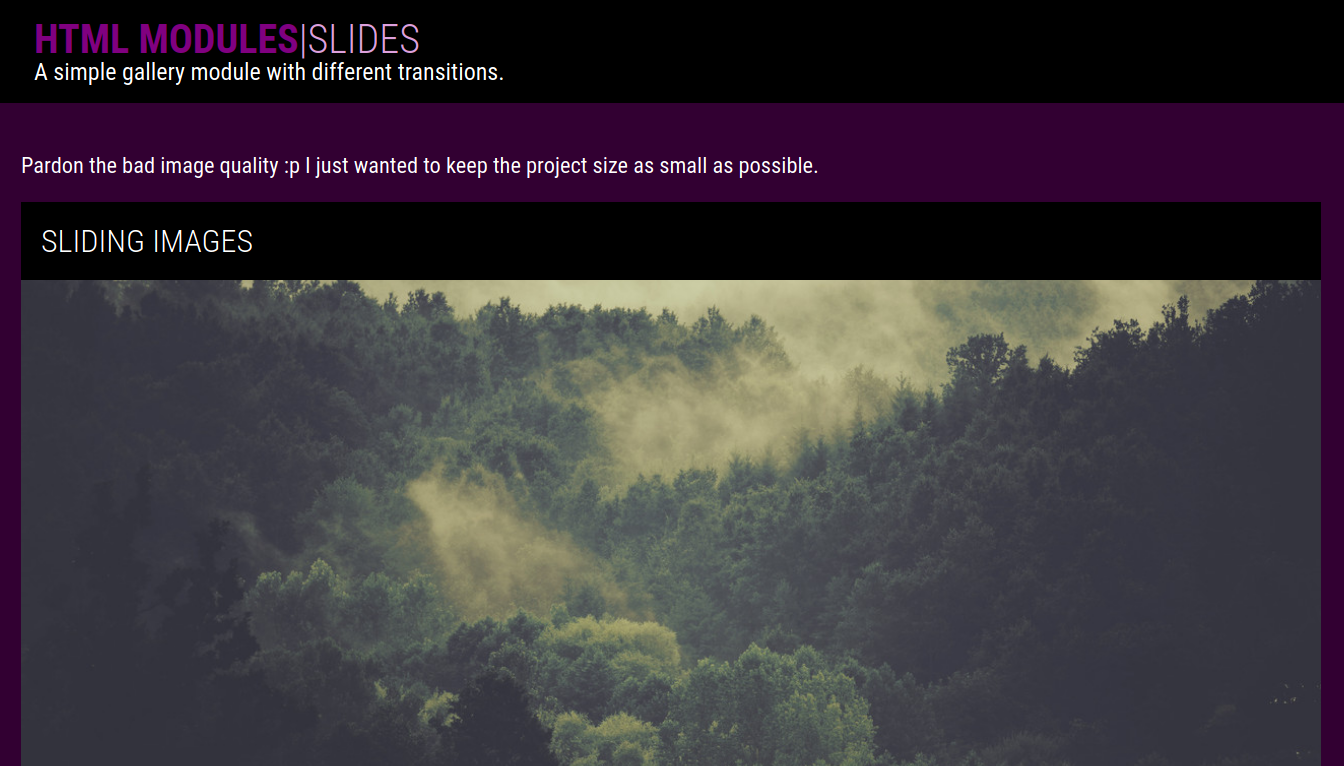 HTML MODULES|SLIDES
A simple gallery module with different transitions.
Pardon the bad image quality :p I just wanted to keep the project size as small as possible.
SLIDING IMAGES